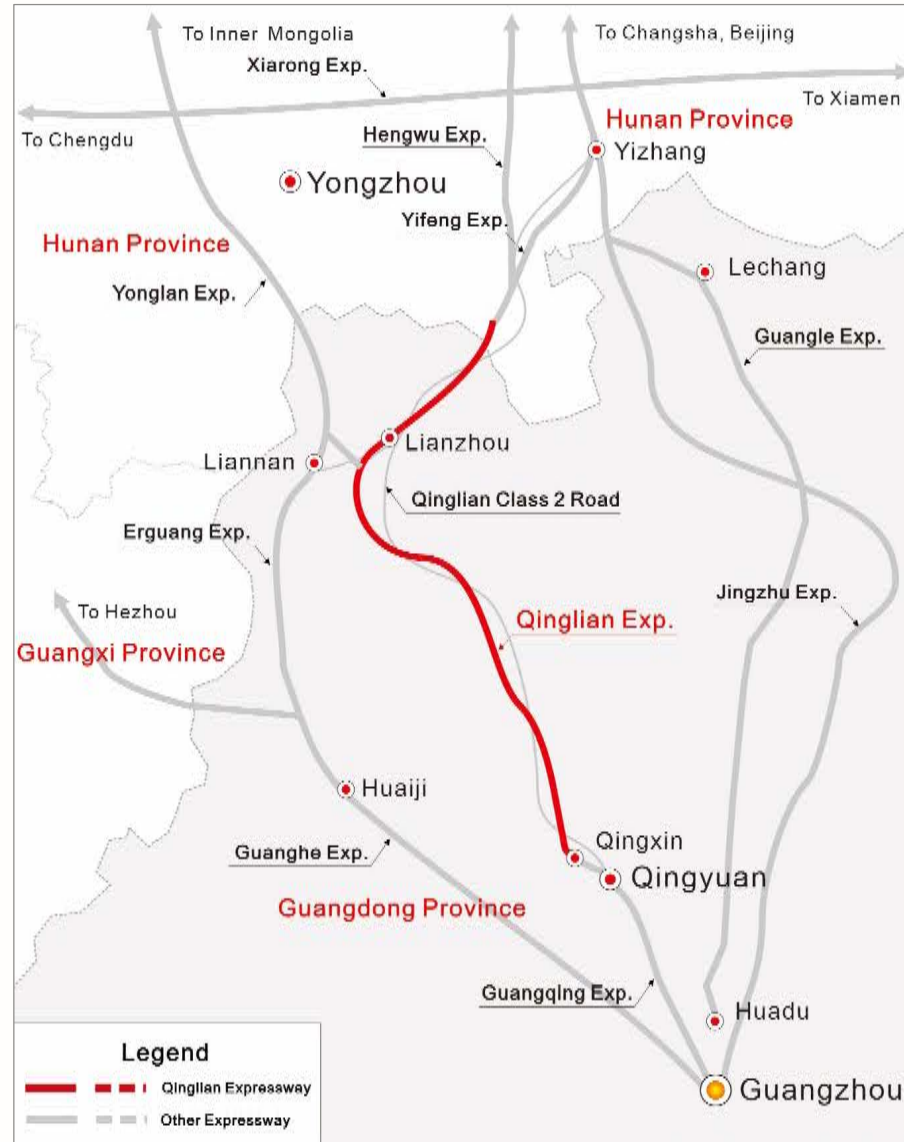 To Inner Mongolia
To Changsha, Beijing
Xiarong Exp.
To Xiamen
To Chengdu
Hengwu Exp.
Hunan Province
Yizhang
Yongzhou
Yifeng Exp.
Hunan Province
Lechang
Yonglan Exp.
Guangle Exp.
Lianzhou
Liannan
Qinglian Class 2 Road
Erguang Exp.
Jingzhu Exp.
To Hezhou
Qinglian Exp.
Guangxi Province
Huaiji
Qingxin
Guanghe Exp.
Qingyuan
Guangdong Province
Guangqing Exp.
Huadu
Guangzhou
Legend
Qinglian Expressway
Other Expressway